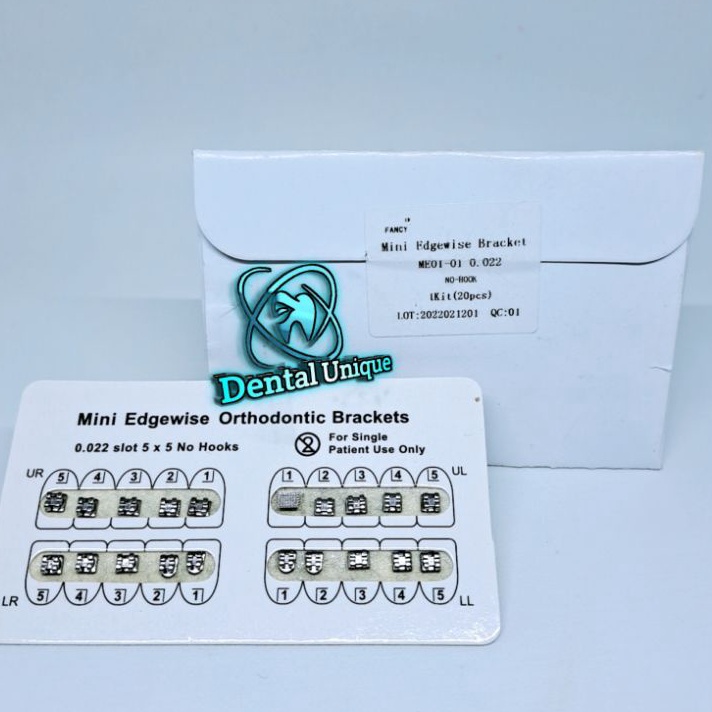 FANCY
Mini Edgewise Bracket
ME01-01 0.022
NO-HOOK
1Kit(20pcs)
LOT:2022021201 QC:01
Dental Unique
Mini Edgewise Orthodontic Brackets
0.022 slot 5 x 5 No Hooks
For Single
Patient Use Only
UR 5 4 3 2 1 1 2 3 4 5 UL
LR 5 4 3 2 1 1 2 3 4 5 LL